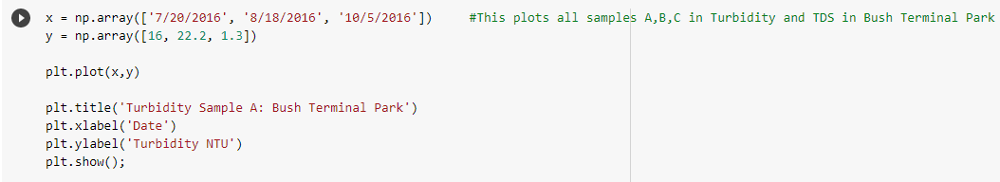 x = np.array(['7/20/2016', '8/18/2016', '10/5/2016']) #This plots all samples A,B,C in Turbidity and TDS in Bush Terminal Park
y = np.array([16, 22.2, 1.3])
plt.plot(x,y)
plt.title('Turbidity Sample A: Bush Terminal Park')
plt.xlabel('Date')
plt.ylabel('Turbidity NTU')
plt.show();